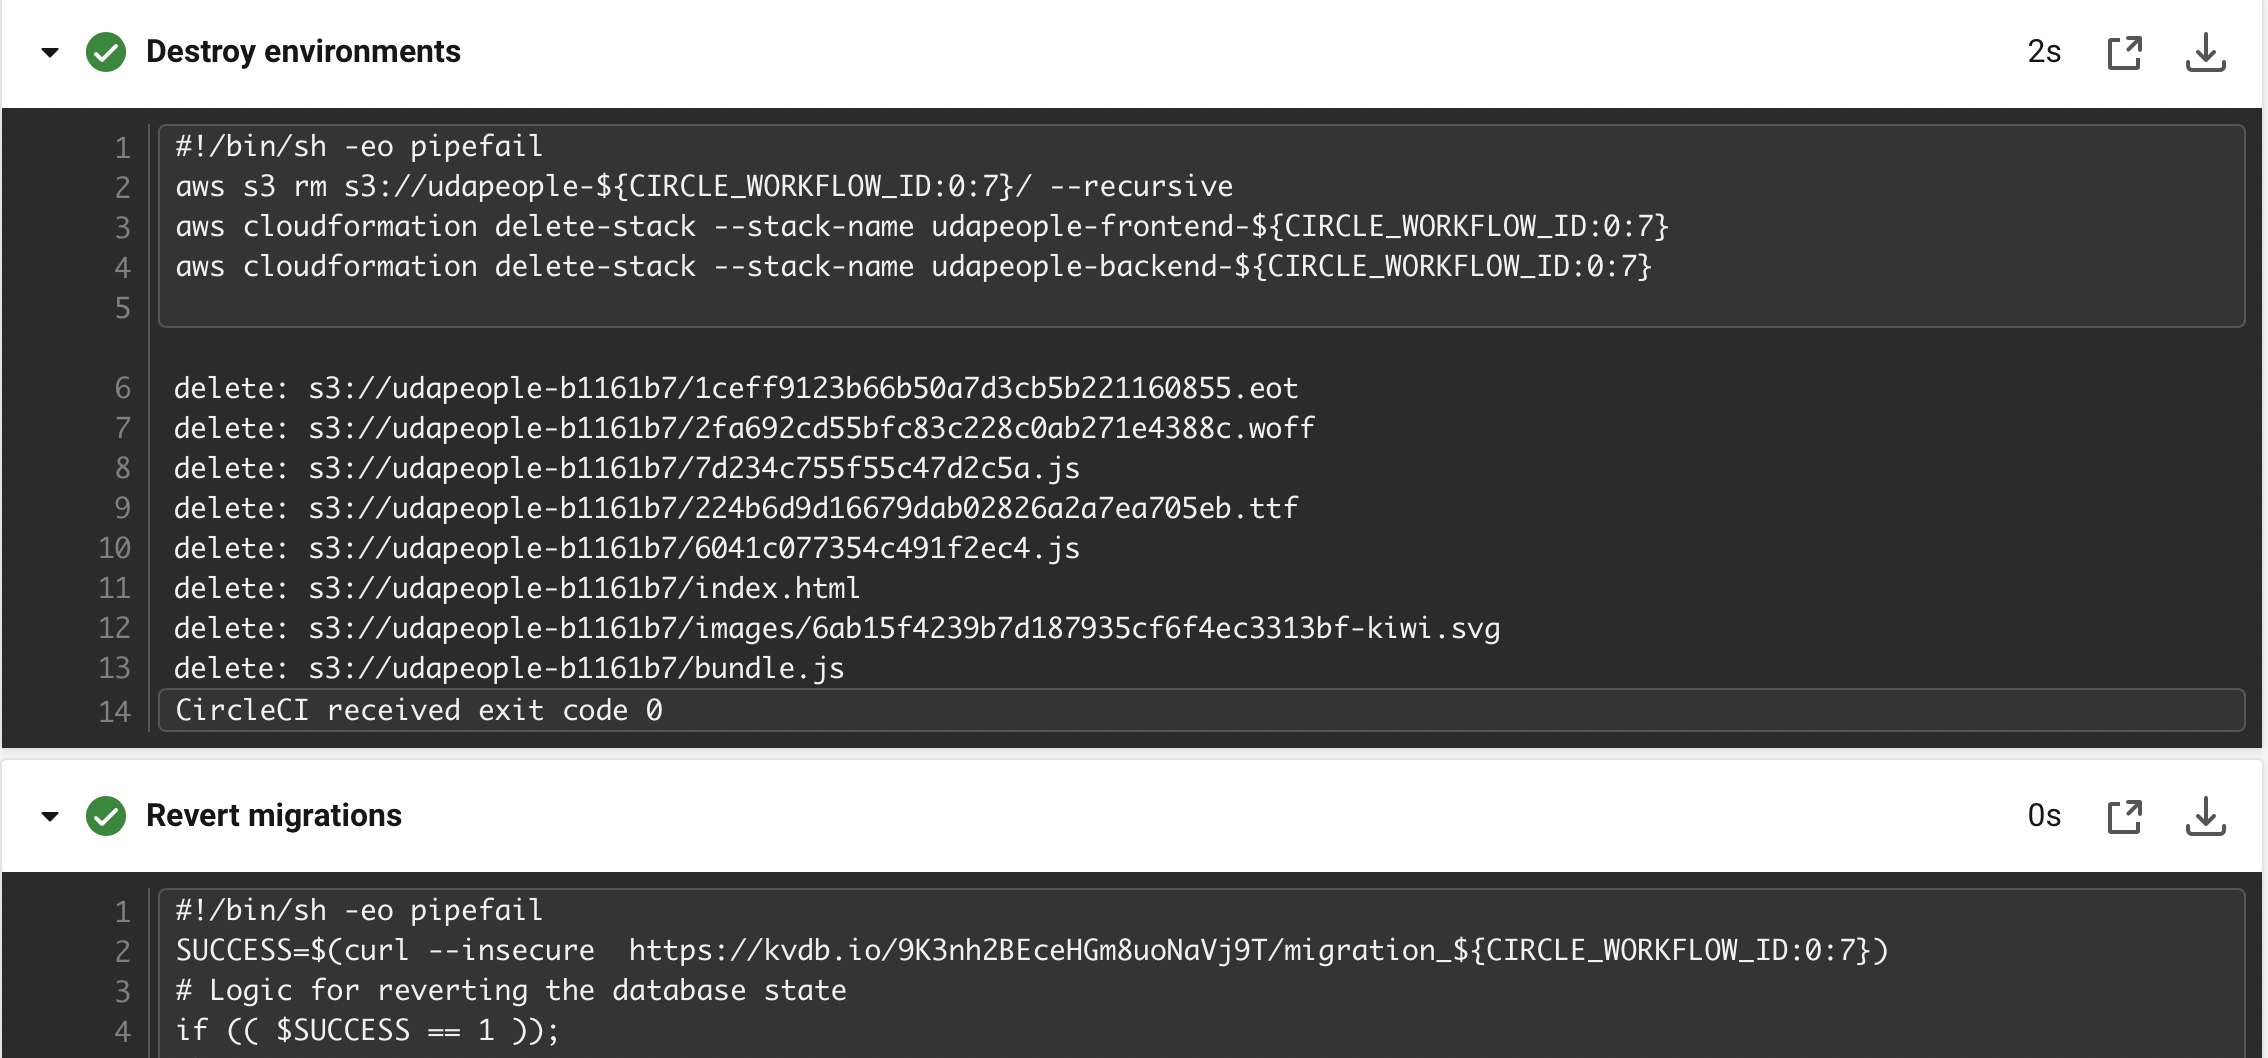 Destroy environments
2s
1 #!/bin/sh -eo pipefail
2 aws s3 rm s3://udapeople-${CIRCLE_WORKFLOW_ID:0:7}/ --recursive
3 aws cloudformation delete-stack --stack-name udapeople-frontend-${CIRCLE_WORKFLOW_ID:0:7}
4 aws cloudformation delete-stack --stack-name udapeople-backend-${CIRCLE_WORKFLOW_ID:0:7}
5
6 delete: s3://udapeople-b1161b7/1ceff9123b66b50a7d3cb5b221160855.eot
7 delete: s3://udapeople-b1161b7/2fa692cd55bfc83c228c0ab271e4388c.woff
8 delete: s3://udapeople-b1161b7/7d234c755f55c47d2c5a.js
9 delete: s3://udapeople-b1161b7/224b6d9d16679dab02826a2a7ea705eb.ttf
10 delete: s3://udapeople-b1161b7/6041c077354c491f2ec4.js
11 delete: s3://udapeople-b1161b7/index.html
12 delete: s3://udapeople-b1161b7/images/6ab15f4239b7d187935cf6f4ec3313bf-kiwi.svg
13 delete: s3://udapeople-b1161b7/bundle.js
14 CircleCI received exit code 0
Revert migrations
0s
1 #!/bin/sh -eo pipefail
2 SUCCESS=$(curl --insecure  https://kvdb.io/9K3nh2BEceHGm8uoNaVj9T/migration_${CIRCLE_WORKFLOW_ID:0:7})
3 # Logic for reverting the database state
4 if (( $SUCCESS == 1 ));